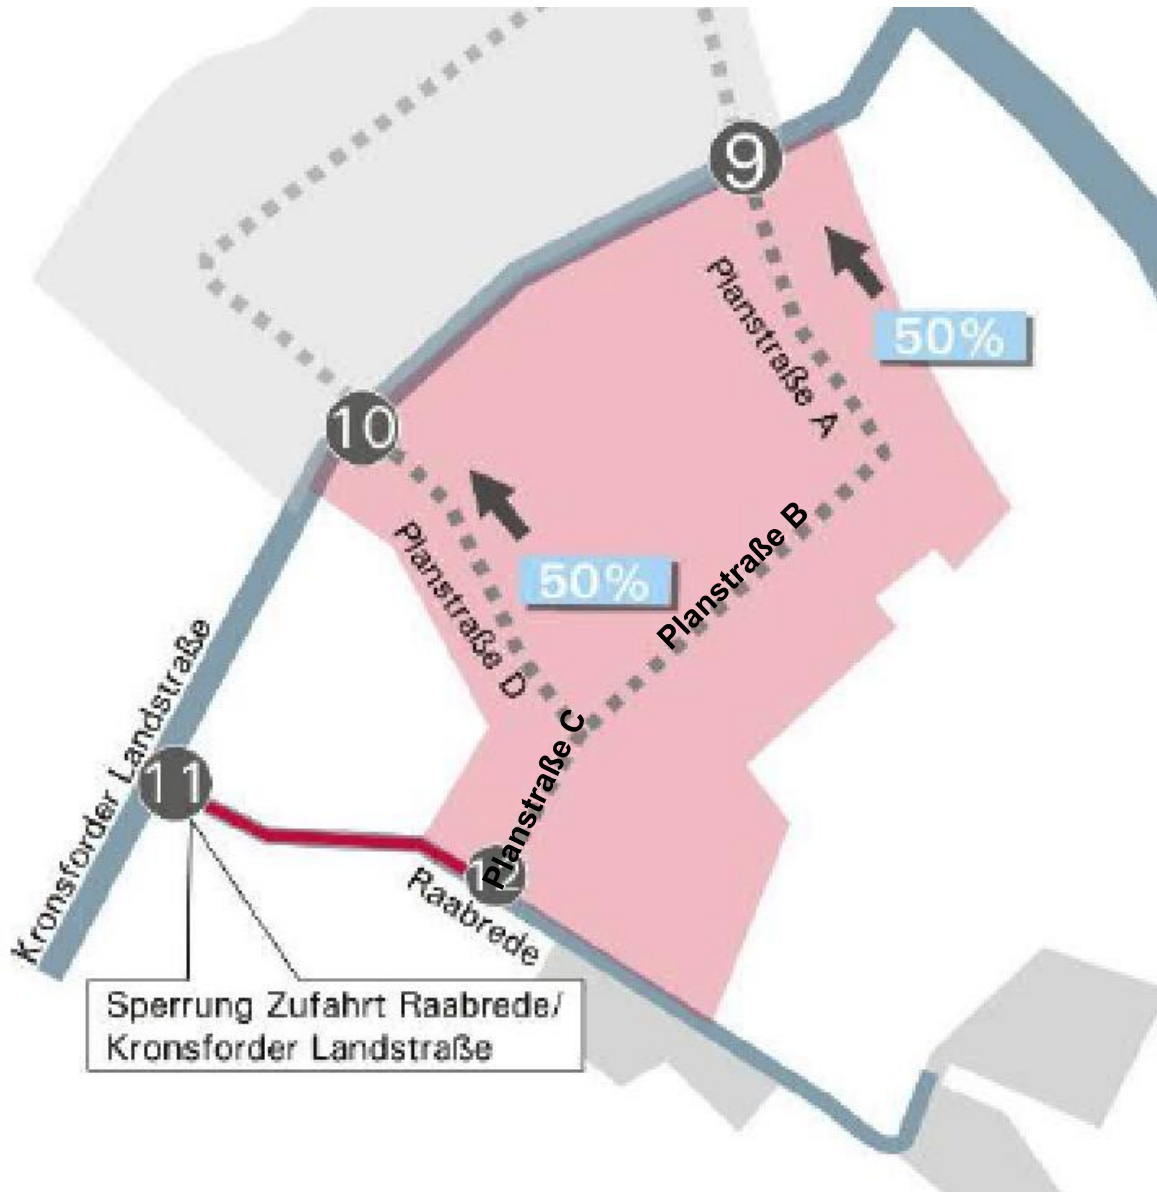 9
Planstraße A
50%
10
Planstraße D
50%
Planstraße B
Kronsforder Landstraße
11
Planstraße C
12
Raabrede
Sperrung Zufahrt Raabrede/
Kronsforder Landstraße